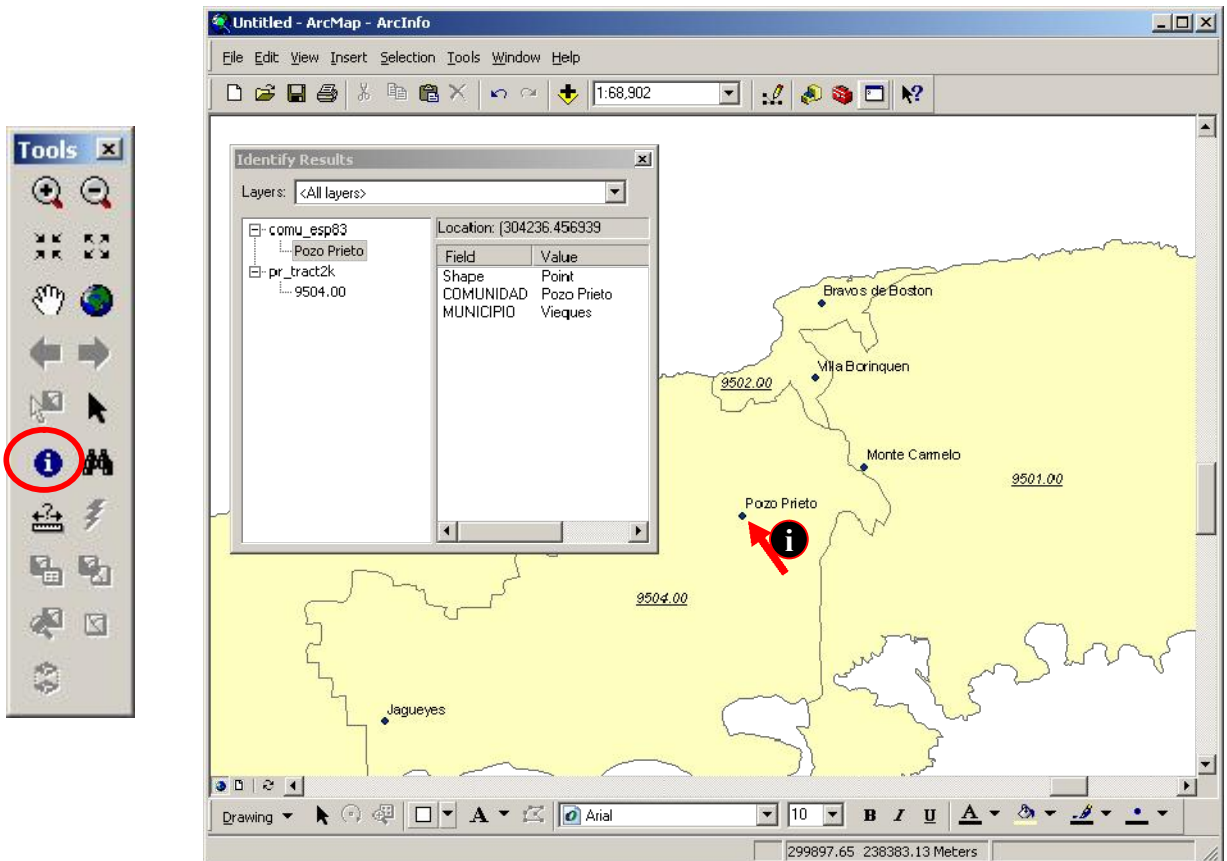 Tools
Untitled - ArcMap - ArcInfo
File Edit View Insert Selection Tools Window Help
1:68,902
Identify Results
Layers: <All layers>
comu_esp83
Pozo Prieto
pr_tract2k
9504.00
Location: (304236.456939
Field Value
Shape Point
COMUNIDAD Pozo Prieto
MUNICIPIO Vieques
Bravos de Boston
Villa Borinquen
9502.00
Monte Carmelo
9501.00
Pozo Prieto
i
9504.00
Jagueyes
Drawing A Arial 10 B I U A
299897.65 238383.13 Meters